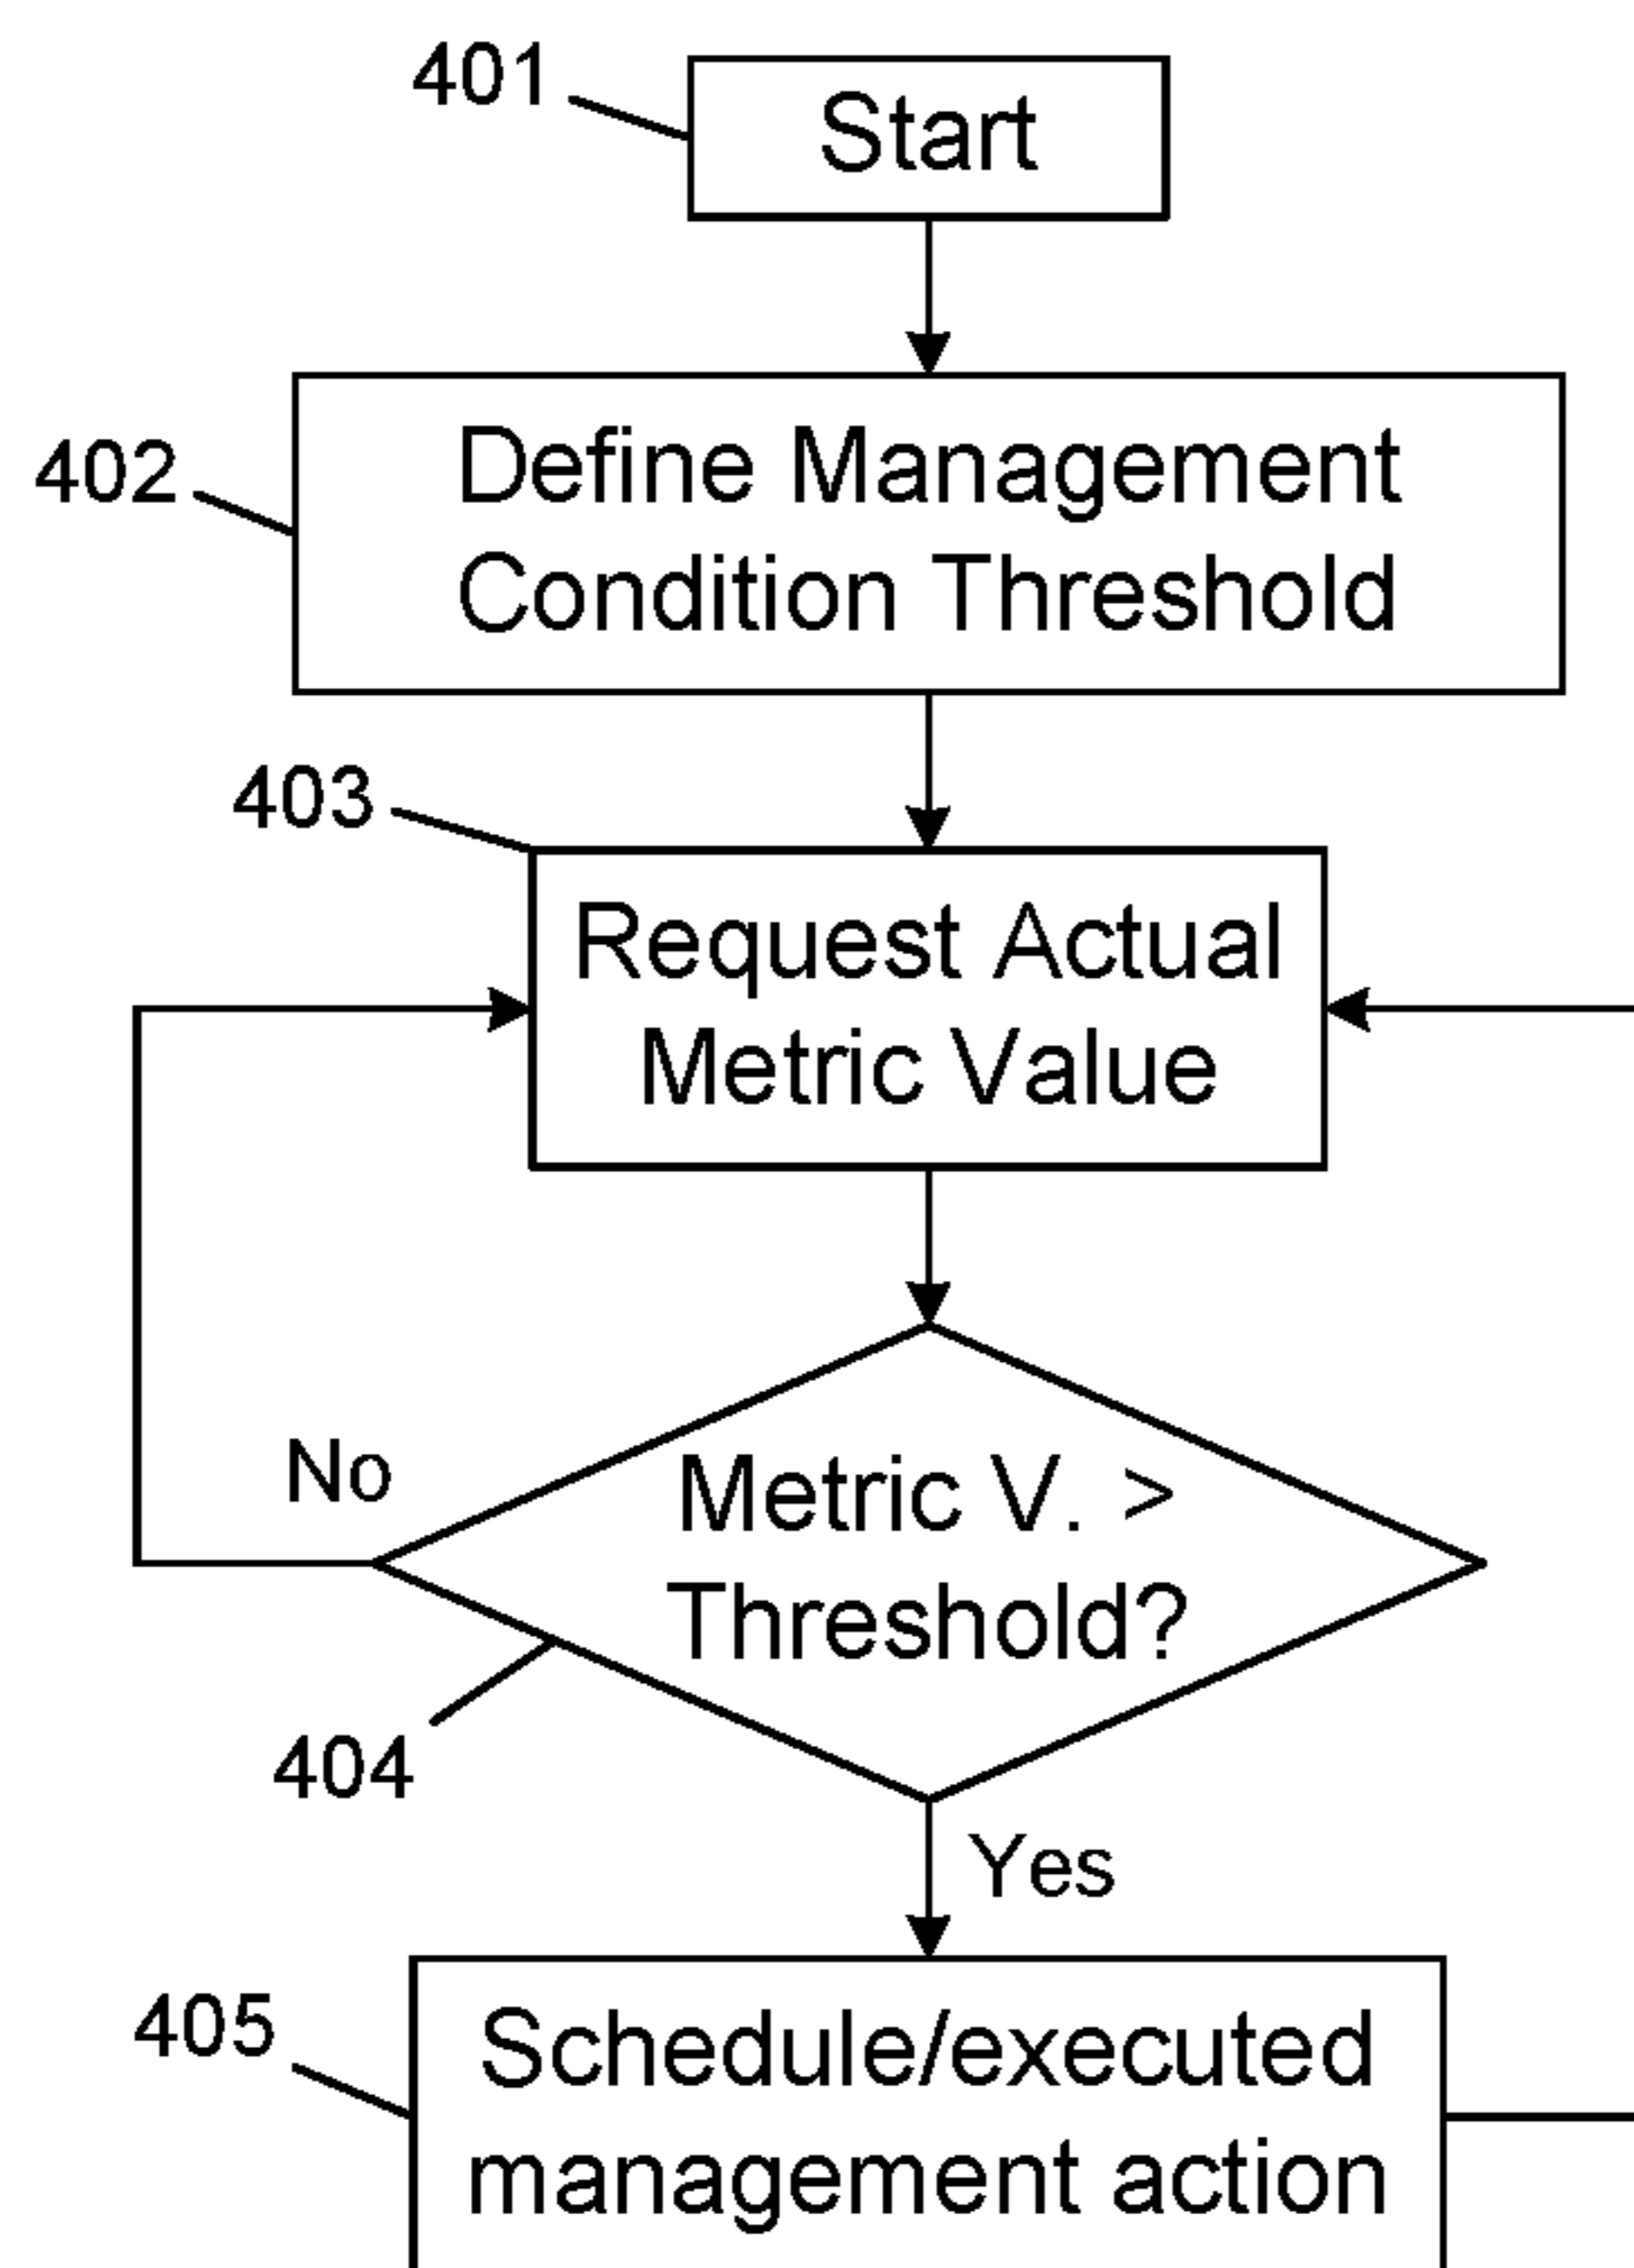 401
Start
402
Define Management
Condition Threshold
403
Request Actual
Metric Value
No
Metric V. >
Threshold?
404
Yes
405
Schedule/executed
management action